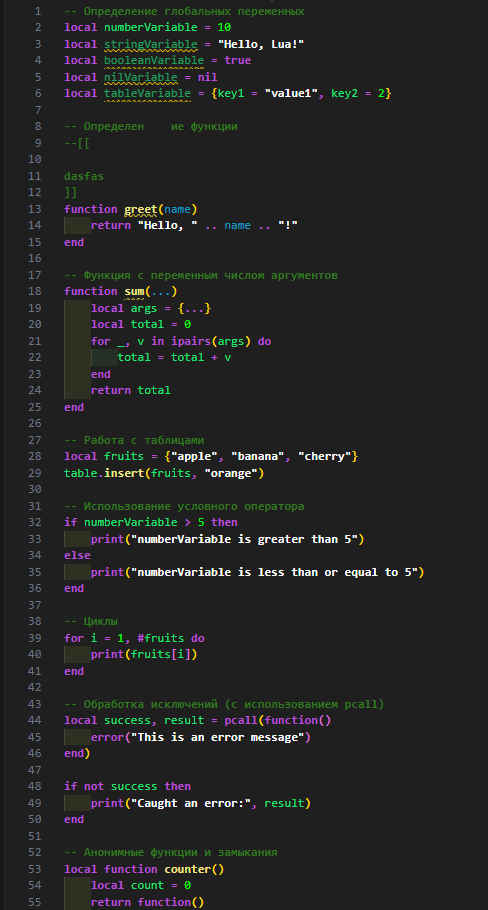 1 -- Определение глобальных переменных
2 local numberVariable = 10
3 local stringVariable = "Hello, Lua!"
4 local booleanVariable = true
5 local nilVariable = nil
6 local tableVariable = {key1 = "value1", key2 = 2}
7
8 -- Определен    ие функции
9 --[[
10
11 dasfas
12 ]]
13 function greet(name)
14     return "Hello, " .. name .. "!"
15 end
16
17 -- Функция с переменным числом аргументов
18 function sum(...)
19     local args = {...}
20     local total = 0
21     for _, v in ipairs(args) do
22         total = total + v
23     end
24     return total
25 end
26
27 -- Работа с таблицами
28 local fruits = {"apple", "banana", "cherry"}
29 table.insert(fruits, "orange")
30
31 -- Использование условного оператора
32 if numberVariable > 5 then
33     print("numberVariable is greater than 5")
34 else
35     print("numberVariable is less than or equal to 5")
36 end
37
38 -- Циклы
39 for i = 1, #fruits do
40     print(fruits[i])
41 end
42
43 -- Обработка исключений (с использованием pcall)
44 local success, result = pcall(function()
45     error("This is an error message")
46 end)
47
48 if not success then
49     print("Caught an error:", result)
50 end
51
52 -- Анонимные функции и замыкания
53 local function counter()
54     local count = 0
55     return function()